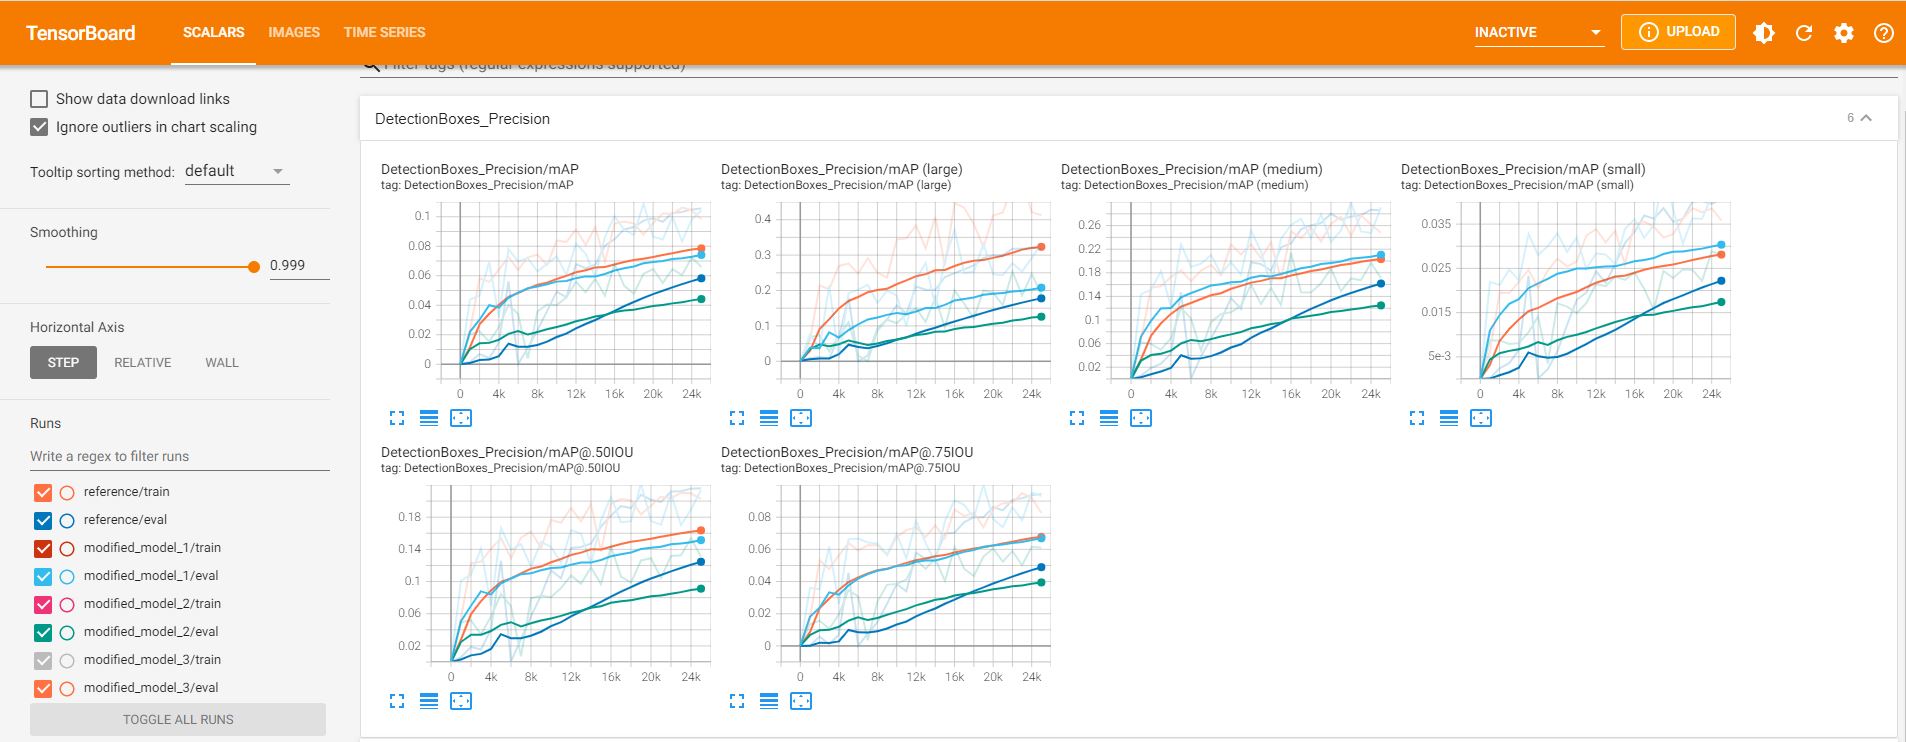 TensorBoard
SCALARS
IMAGES
TIME SERIES
INACTIVE
UPLOAD
Filter tags (regular expressions supported)
Show data download links
Ignore outliers in chart scaling
Tooltip sorting method: default
Smoothing
0.999
Horizontal Axis
STEP
RELATIVE
WALL
Runs
Write a regex to filter runs
reference/train
reference/eval
modified_model_1/train
modified_model_1/eval
modified_model_2/train
modified_model_2/eval
modified_model_3/train
modified_model_3/eval
TOGGLE ALL RUNS
DetectionBoxes_Precision
6
DetectionBoxes_Precision/mAP
tag: DetectionBoxes_Precision/mAP
0.1
0.08
0.06
0.04
0.02
0
0 4k 8k 12k 16k 20k 24k
DetectionBoxes_Precision/mAP (large)
tag: DetectionBoxes_Precision/mAP (large)
0.4
0.3
0.2
0.1
0
0 4k 8k 12k 16k 20k 24k
DetectionBoxes_Precision/mAP (medium)
tag: DetectionBoxes_Precision/mAP (medium)
0.26
0.22
0.18
0.14
0.1
0.06
0.02
0 4k 8k 12k 16k 20k 24k
DetectionBoxes_Precision/mAP (small)
tag: DetectionBoxes_Precision/mAP (small)
0.035
0.025
0.015
5e-3
0 4k 8k 12k 16k 20k 24k
DetectionBoxes_Precision/mAP@.50IOU
tag: DetectionBoxes_Precision/mAP@.50IOU
0.18
0.14
0.1
0.06
0.02
0 4k 8k 12k 16k 20k 24k
DetectionBoxes_Precision/mAP@.75IOU
tag: DetectionBoxes_Precision/mAP@.75IOU
0.08
0.06
0.04
0.02
0
0 4k 8k 12k 16k 20k 24k